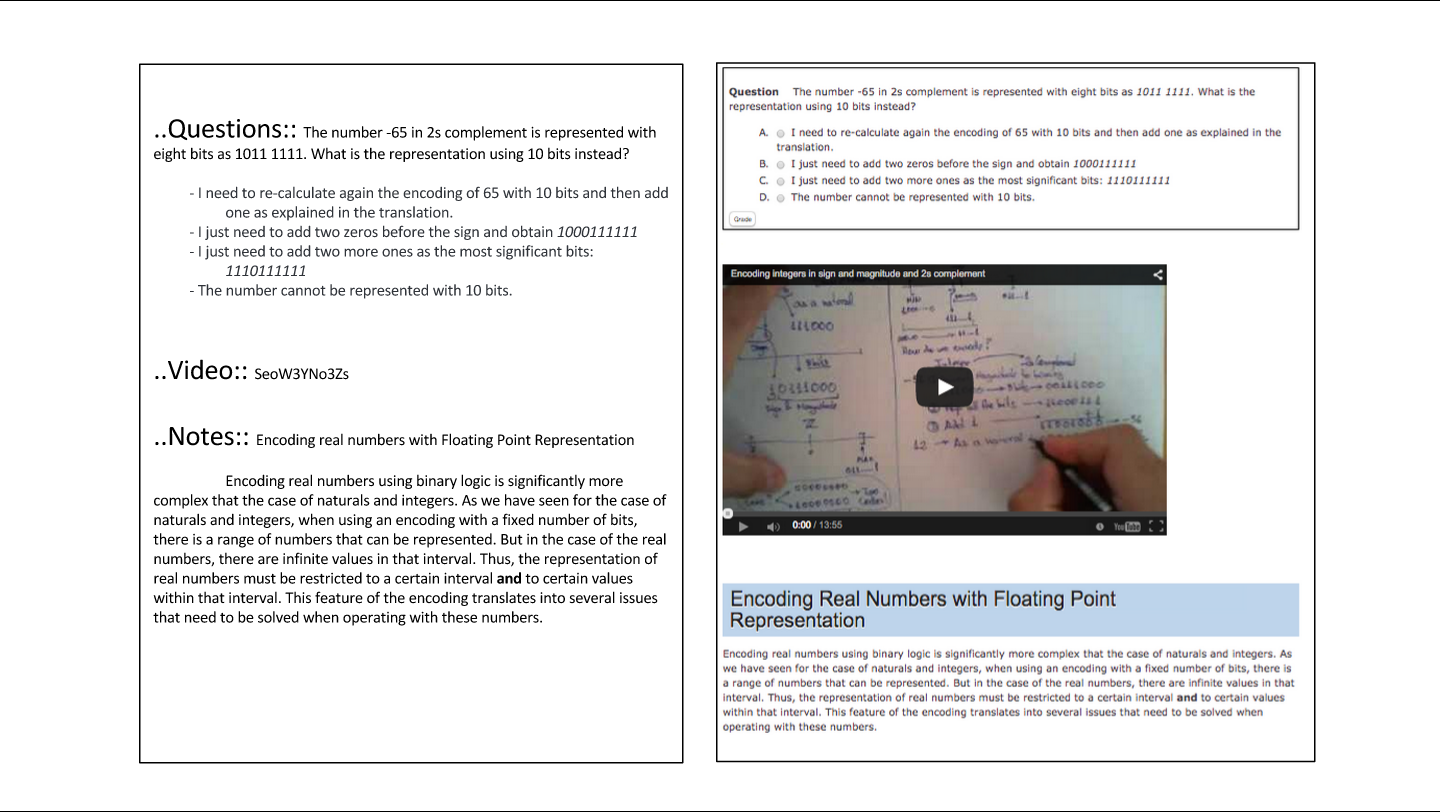 ..Questions:: The number -65 in 2s complement is represented with
eight bits as 1011 1111. What is the representation using 10 bits instead?
- I need to re-calculate again the encoding of 65 with 10 bits and then add
one as explained in the translation.
- I just need to add two zeros before the sign and obtain 1000111111
- I just need to add two more ones as the most significant bits:
1110111111
- The number cannot be represented with 10 bits.
..Video:: SeoW3YNo3Zs
..Notes:: Encoding real numbers with Floating Point Representation
Encoding real numbers using binary logic is significantly more
complex that the case of naturals and integers. As we have seen for the case of
naturals and integers, when using an encoding with a fixed number of bits,
there is a range of numbers that can be represented. But in the case of the real
numbers, there are infinite values in that interval. Thus, the representation of
real numbers must be restricted to a certain interval and to certain values
within that interval. This feature of the encoding translates into several issues
that need to be solved when operating with these numbers.
Question The number -65 in 2s complement is represented with eight bits as 1011 1111. What is the
representation using 10 bits instead?
A. I need to re-calculate again the encoding of 65 with 10 bits and then add one as explained in the
translation.
B. I just need to add two zeros before the sign and obtain 1000111111
C. I just need to add two more ones as the most significant bits: 1110111111
D. The number cannot be represented with 10 bits.
Grade
Encoding integers in sign and magnitude and 2s complement
as a natural
111000
How do we encode?
10111000
Sign & Magnitude
Add 1
0:00 / 13:55
YouTube
Encoding Real Numbers with Floating Point
Representation
Encoding real numbers using binary logic is significantly more complex that the case of naturals and integers. As
we have seen for the case of naturals and integers, when using an encoding with a fixed number of bits, there is
a range of numbers that can be represented. But in the case of the real numbers, there are infinite values in that
interval. Thus, the representation of real numbers must be restricted to a certain interval and to certain values
within that interval. This feature of the encoding translates into several issues that need to be solved when
operating with these numbers.